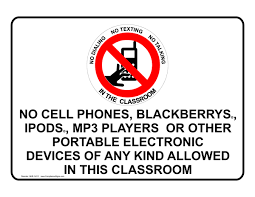 NO DIALING NO TEXTING NO TALKING
IN THE CLASSROOM
NO CELL PHONES, BLACKBERRYS.,
IPODS., MP3 PLAYERS OR OTHER
PORTABLE ELECTRONIC
DEVICES OF ANY KIND ALLOWED
IN THIS CLASSROOM